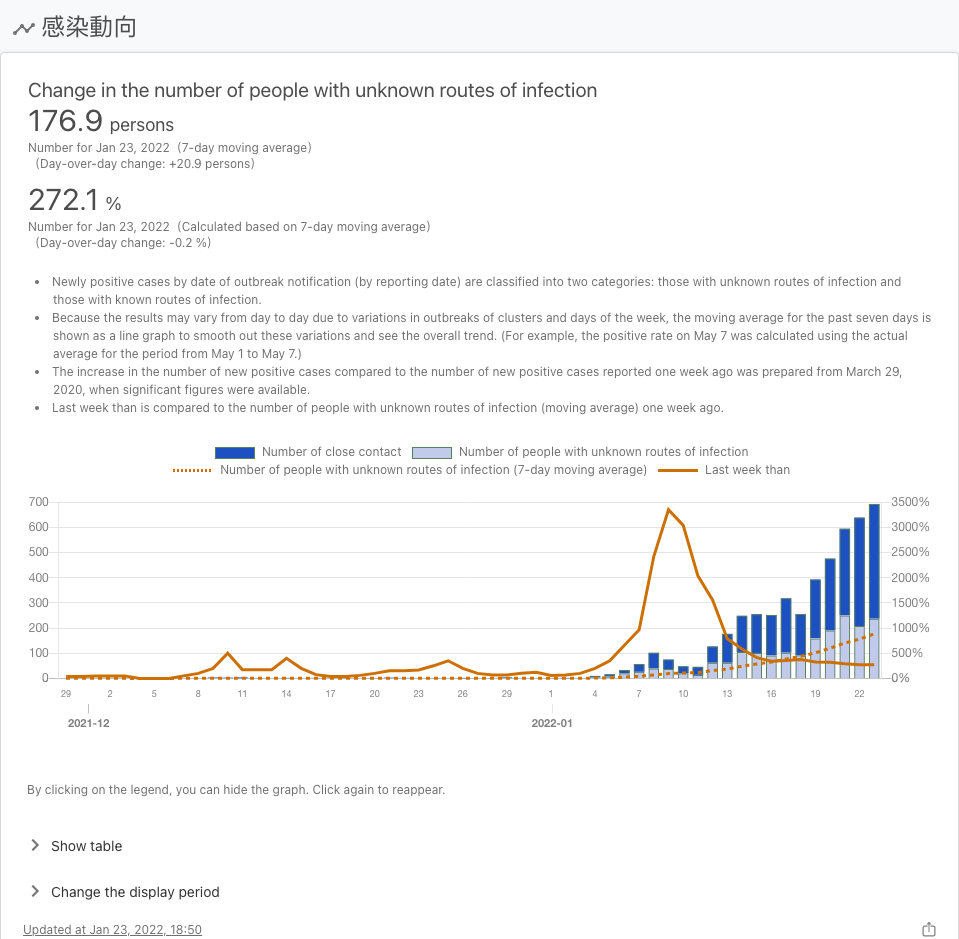 感染動向
Change in the number of people with unknown routes of infection
176.9 persons
Number for Jan 23, 2022 (7-day moving average)
(Day-over-day change: +20.9 persons)
272.1 %
Number for Jan 23, 2022 (Calculated based on 7-day moving average)
(Day-over-day change: -0.2 %)
• Newly positive cases by date of outbreak notification (by reporting date) are classified into two categories: those with unknown routes of infection and
those with known routes of infection.
• Because the results may vary from day to day due to variations in outbreaks of clusters and days of the week, the moving average for the past seven days is
shown as a line graph to smooth out these variations and see the overall trend. (For example, the positive rate on May 7 was calculated using the actual
average for the period from May 1 to May 7.)
• The increase in the number of new positive cases compared to the number of new positive cases reported one week ago was prepared from March 29,
2020, when significant figures were available.
• Last week than is compared to the number of people with unknown routes of infection (moving average) one week ago.
Number of close contact Number of people with unknown routes of infection
Number of people with unknown routes of infection (7-day moving average) Last week than
700 3500%
600 3000%
500 2500%
400 2000%
300 1500%
200 1000%
100 500%
0 0%
29 2 5 8 11 14 17 20 23 26 29 1 4 7 10 13 16 19 22
2021-12 2022-01
By clicking on the legend, you can hide the graph. Click again to reappear.
Show table
Change the display period
Updated at Jan 23, 2022, 18:50